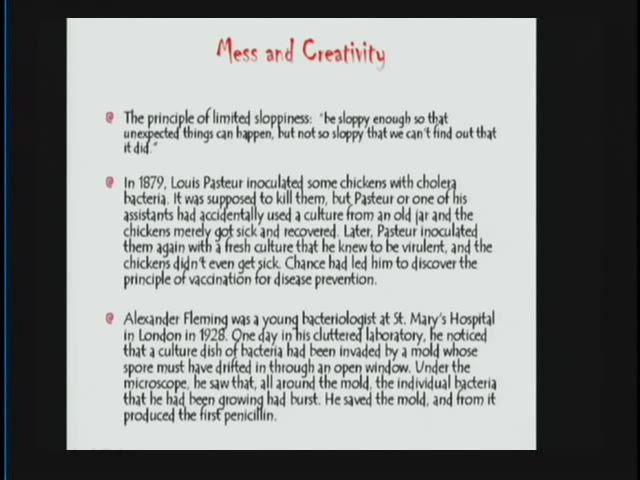 Mess and Creativity
The principle of limited sloppiness: "be sloppy enough so that
unexpected things can happen, but not so sloppy that we can't find out that
it did."
In 1879, Louis Pasteur inoculated some chickens with cholera
bacteria. It was supposed to kill them, but Pasteur or one of his
assistants had accidentally used a culture from an old jar and the
chickens merely got sick and recovered. Later, Pasteur inoculated
them again with a fresh culture that he knew to be virulent, and the
chickens didn't even get sick. Chance had led him to discover the
principle of vaccination for disease prevention.
Alexander Fleming was a young bacteriologist at St. Mary's Hospital
in London in 1928. One day in his cluttered laboratory, he noticed
that a culture dish of bacteria had been invaded by a mold whose
spore must have drifted in through an open window. Under the
microscope, he saw that, all around the mold, the individual bacteria
that he had been growing had burst. He saved the mold, and from it
produced the first penicillin.